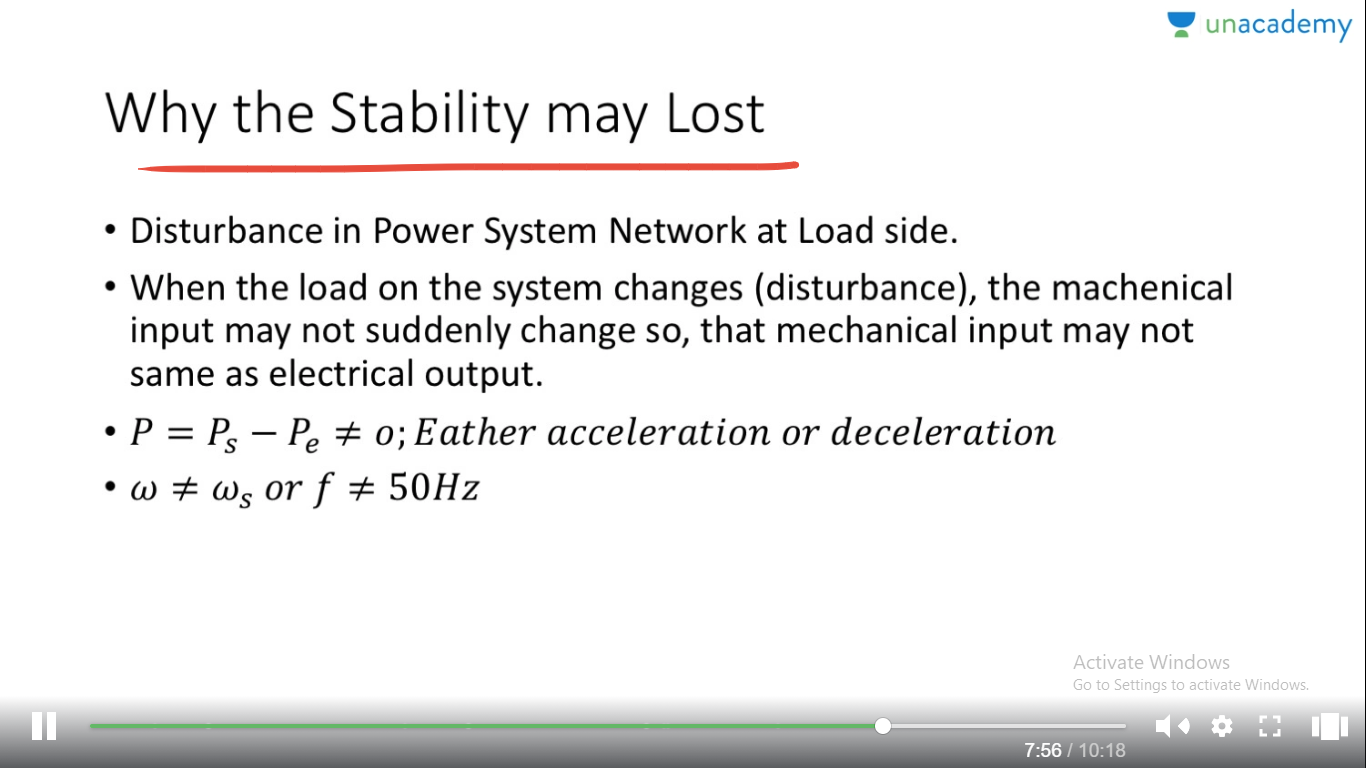 unacademy
Why the Stability may Lost
• Disturbance in Power System Network at Load side.
• When the load on the system changes (disturbance), the machenical
input may not suddenly change so, that mechanical input may not
same as electrical output.
• P = Pₛ − Pₑ ≠ o; Eather acceleration or deceleration
• ω ≠ ωₛ or f ≠ 50Hz
Activate Windows
Go to Settings to activate Windows.
7:56 / 10:18